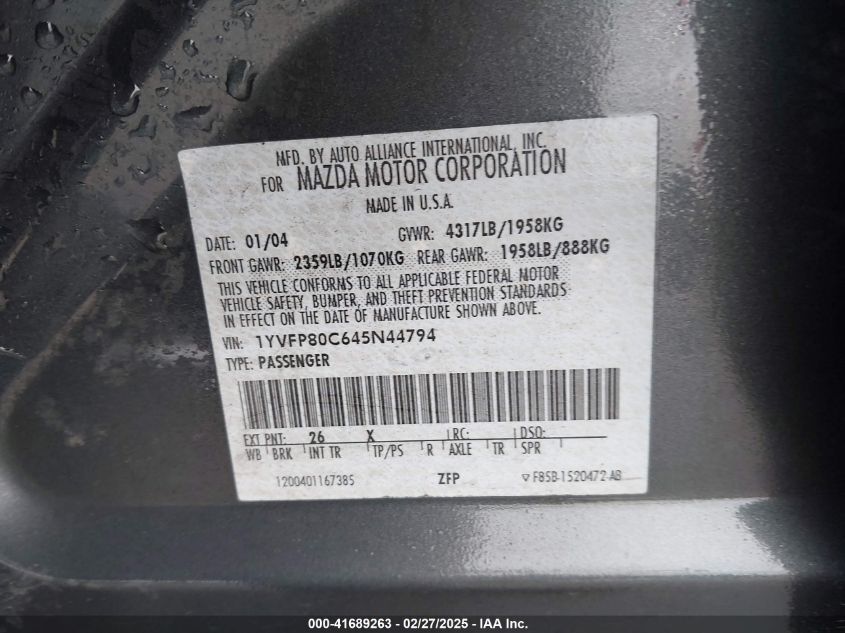 MFD. BY AUTO ALLIANCE INTERNATIONAL, INC.
FOR MAZDA MOTOR CORPORATION
MADE IN U.S.A.
DATE: 01/04 GVWR: 4317LB/1958KG
FRONT GAWR: 2359LB/1070KG REAR GAWR: 1958LB/888KG
THIS VEHICLE CONFORMS TO ALL APPLICABLE FEDERAL MOTOR
VEHICLE SAFETY, BUMPER, AND THEFT PREVENTION STANDARDS
IN EFFECT ON THE DATE OF MANUFACTURE SHOWN ABOVE.
VIN: 1YVFP80C645N44794
TYPE: PASSENGER
EXT PNT: 26 X RC: DSO:
WB BRK INT TR TP/PS R AXLE TR SPR
1200401167385 ZFP F85B-1520472-AB
000-41689263 - 02/27/2025 - IAA Inc.